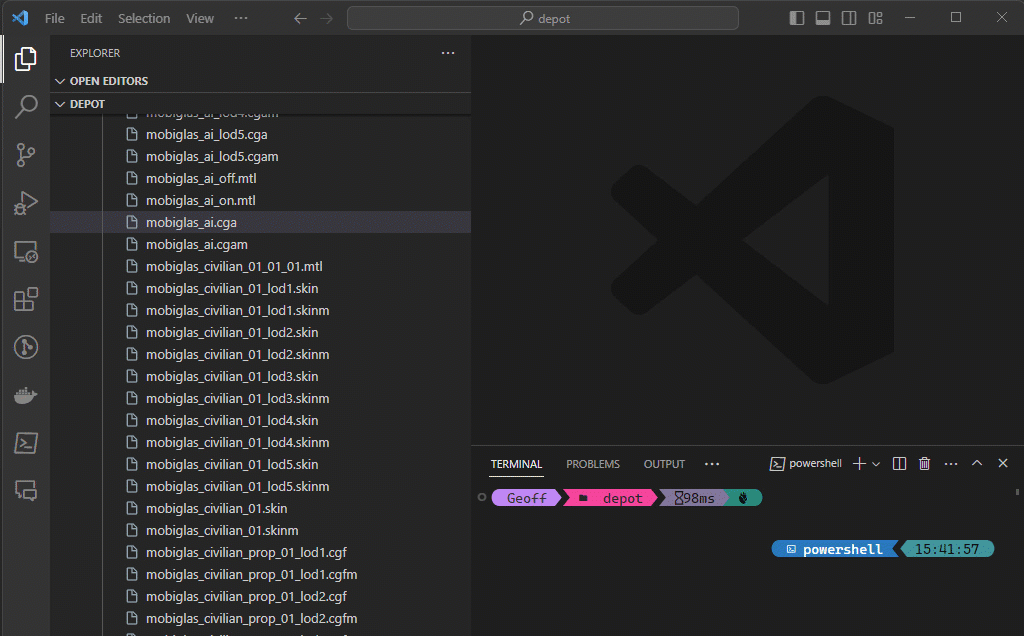 File Edit Selection View ··· depot
EXPLORER ···
OPEN EDITORS
DEPOT
mobiglas_ai_lod4.cgam
mobiglas_ai_lod5.cga
mobiglas_ai_lod5.cgam
mobiglas_ai_off.mtl
mobiglas_ai_on.mtl
mobiglas_ai.cga
mobiglas_ai.cgam
mobiglas_civilian_01_01_01.mtl
mobiglas_civilian_01_lod1.skin
mobiglas_civilian_01_lod1.skinm
mobiglas_civilian_01_lod2.skin
mobiglas_civilian_01_lod2.skinm
mobiglas_civilian_01_lod3.skin
mobiglas_civilian_01_lod3.skinm
mobiglas_civilian_01_lod4.skin
mobiglas_civilian_01_lod4.skinm
mobiglas_civilian_01_lod5.skin
mobiglas_civilian_01_lod5.skinm
mobiglas_civilian_01.skin
mobiglas_civilian_01.skinm
mobiglas_civilian_prop_01_lod1.cgf
mobiglas_civilian_prop_01_lod1.cgfm
mobiglas_civilian_prop_01_lod2.cgf
mobiglas_civilian_prop_01_lod2.cgfm
TERMINAL PROBLEMS OUTPUT ··· powershell
Geoff depot 98ms
powershell 15:41:57